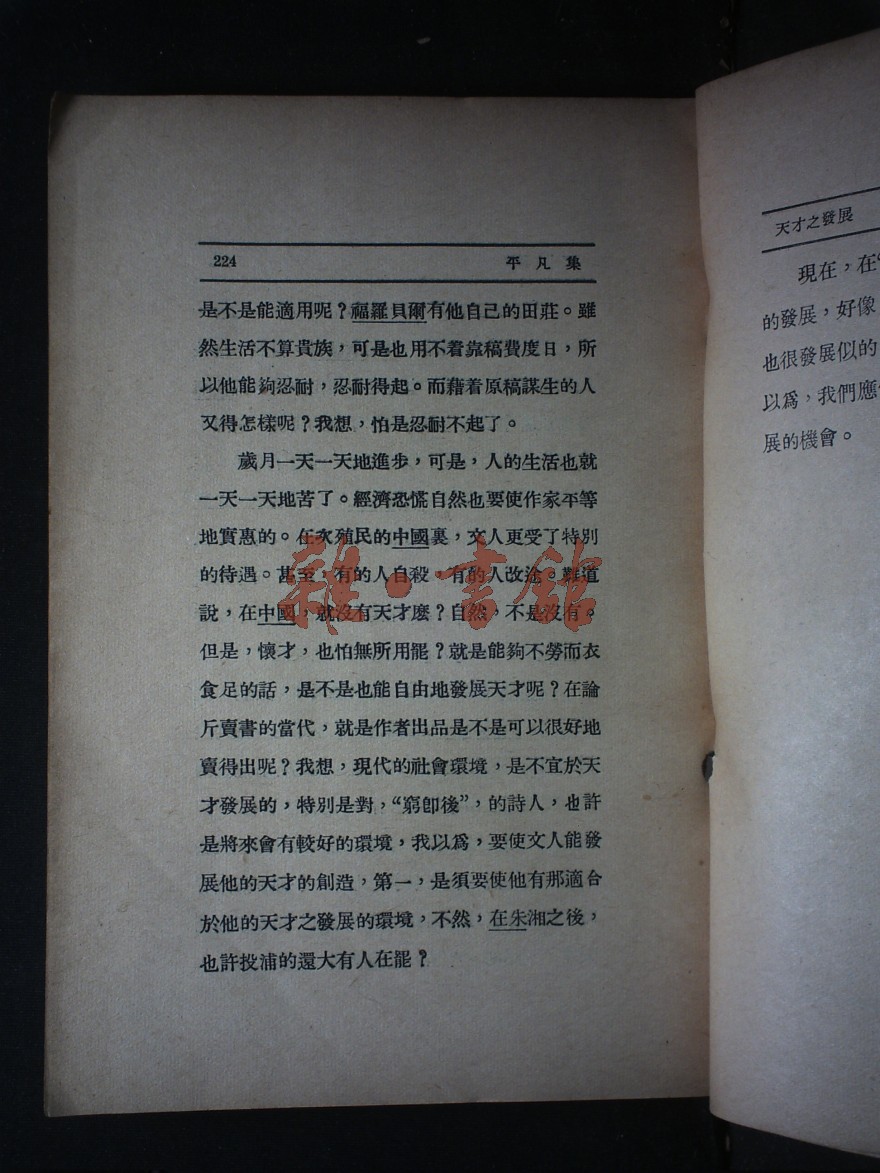 224
平凡集
是不是能適用呢？福羅貝爾有他自己的田莊。雖
然生活不算貴族，可是也用不着靠稿費度日，所
以他能夠忍耐，忍耐得起。而藉着原稿謀生的人
又得怎樣呢？我想，怕是忍耐不起了。
歲月一天一天地進步，可是，人的生活也就
一天一天地苦了。經濟恐慌自然也要使作家平等
地實惠的。在次殖民的中國裏，文人更受了特別
的待遇。甚至，有的人自殺，有的人改途。難道
說，在中國，就沒有天才麽？自然，不是沒有。
但是，懷才，也怕無所用罷？就是能夠不勞而衣
食足的話，是不是也能自由地發展天才呢？在論
斤賣書的當代，就是作者出品是不是可以很好地
賣得出呢？我想，現代的社會環境，是不宜於天
才發展的，特別是對，“窮卽後”，的詩人，也許
是將來會有較好的環境，我以爲，要使文人能發
展他的天才的創造，第一，是須要使他有那適合
於他的天才之發展的環境，不然，在朱湘之後，
也許投浦的還大有人在罷？
雜·書館
天才之發展
現在，在“
的發展，好像
也很發展似的
以爲，我們應
展的機會。